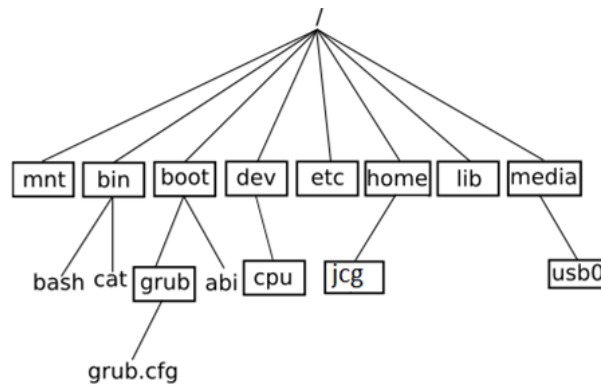 /
mnt bin boot dev etc home lib media
bash cat grub abi cpu jcg usb0
grub.cfg